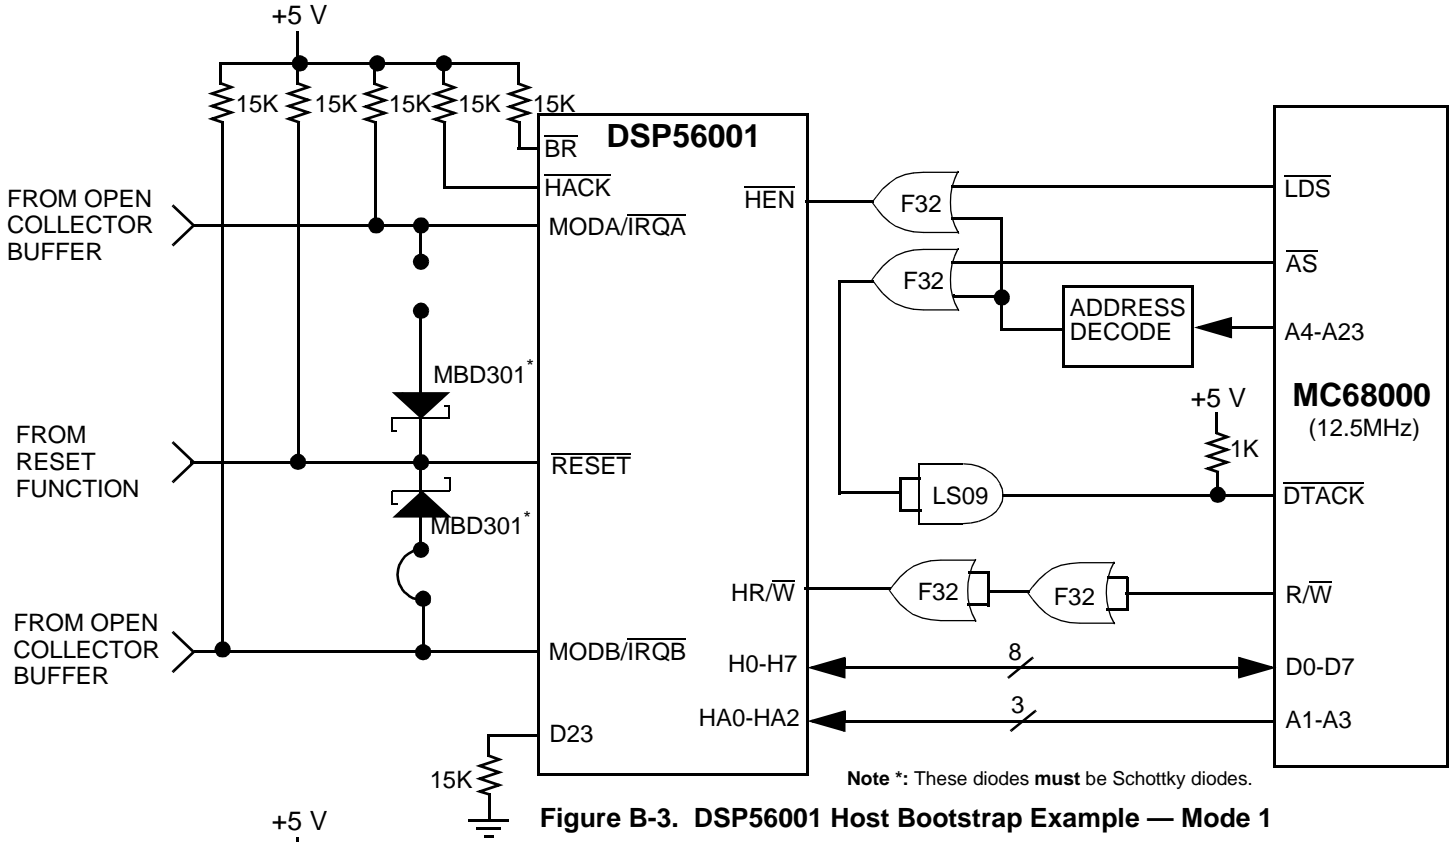 +5 V
15K
15K
15K
15K
15K
DSP56001
BR
HACK
FROM OPEN
COLLECTOR
BUFFER
MODA/IRQA
HEN
F32
LDS
F32
AS
ADDRESS
DECODE
A4-A23
MBD301*
+5 V
MC68000
(12.5MHz)
1K
FROM
RESET
FUNCTION
RESET
LS09
DTACK
MBD301*
HR/W
F32
F32
R/W
FROM OPEN
COLLECTOR
BUFFER
MODB/IRQB
H0-H7
8
D0-D7
HA0-HA2
3
A1-A3
D23
15K
Note *: These diodes must be Schottky diodes.
Figure B-3. DSP56001 Host Bootstrap Example — Mode 1
+5 V